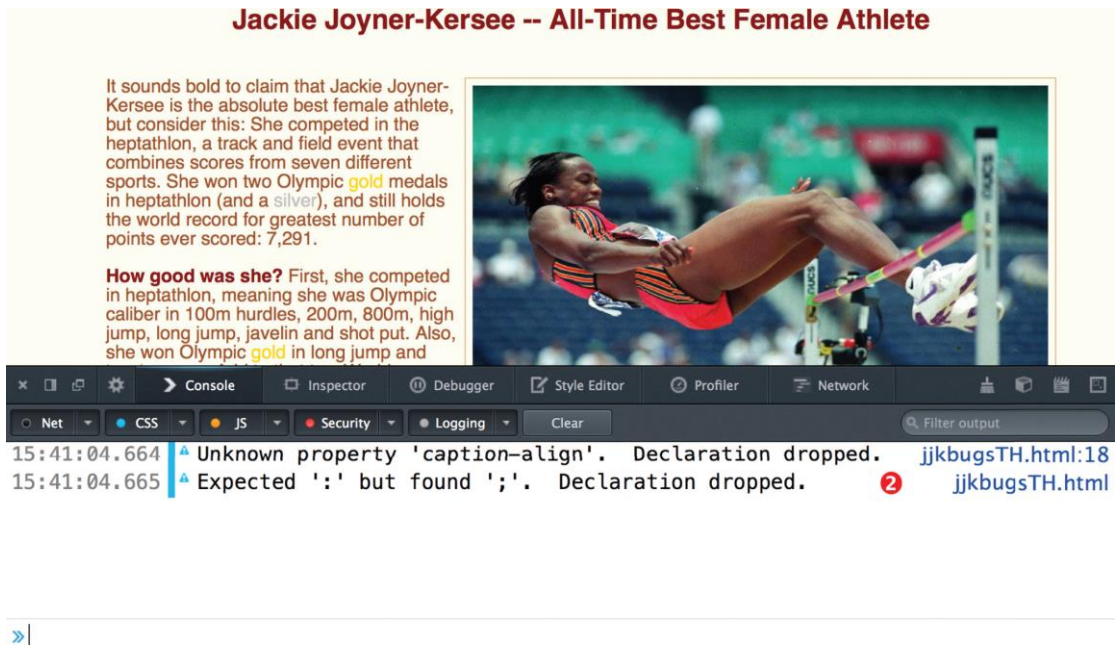 Jackie Joyner-Kersee -- All-Time Best Female Athlete
It sounds bold to claim that Jackie Joyner-
Kersee is the absolute best female athlete,
but consider this: She competed in the
heptathlon, a track and field event that
combines scores from seven different
sports. She won two Olympic gold medals
in heptathlon (and a silver), and still holds
the world record for greatest number of
points ever scored: 7,291.
How good was she? First, she competed
in heptathlon, meaning she was Olympic
caliber in 100m hurdles, 200m, 800m, high
jump, long jump, javelin and shot put. Also,
she won Olympic gold in long jump and
UCS
UCS
Console Inspector Debugger Style Editor Profiler Network
Net CSS JS Security Logging Clear Filter output
15:41:04.664 Unknown property 'caption-align'. Declaration dropped. jjkbugsTH.html:18
15:41:04.665 Expected ':' but found ';'. Declaration dropped. 2 jjkbugsTH.html
»